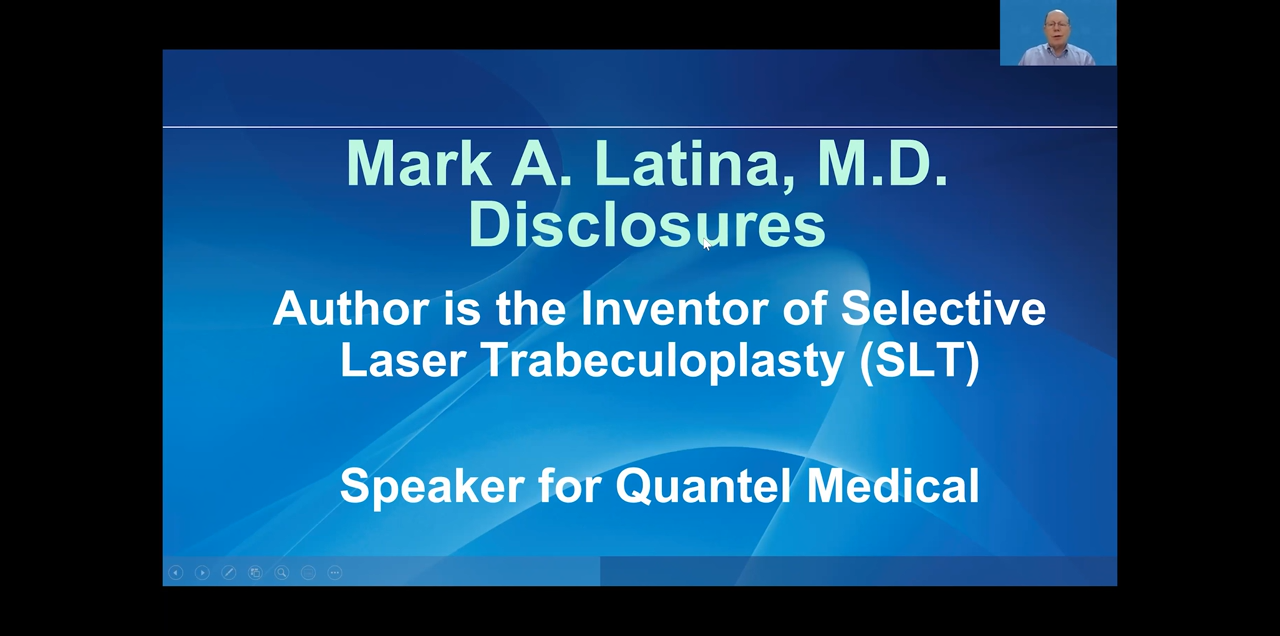 Mark A. Latina, M.D.
Disclosures
Author is the Inventor of Selective
Laser Trabeculoplasty (SLT)
Speaker for Quantel Medical